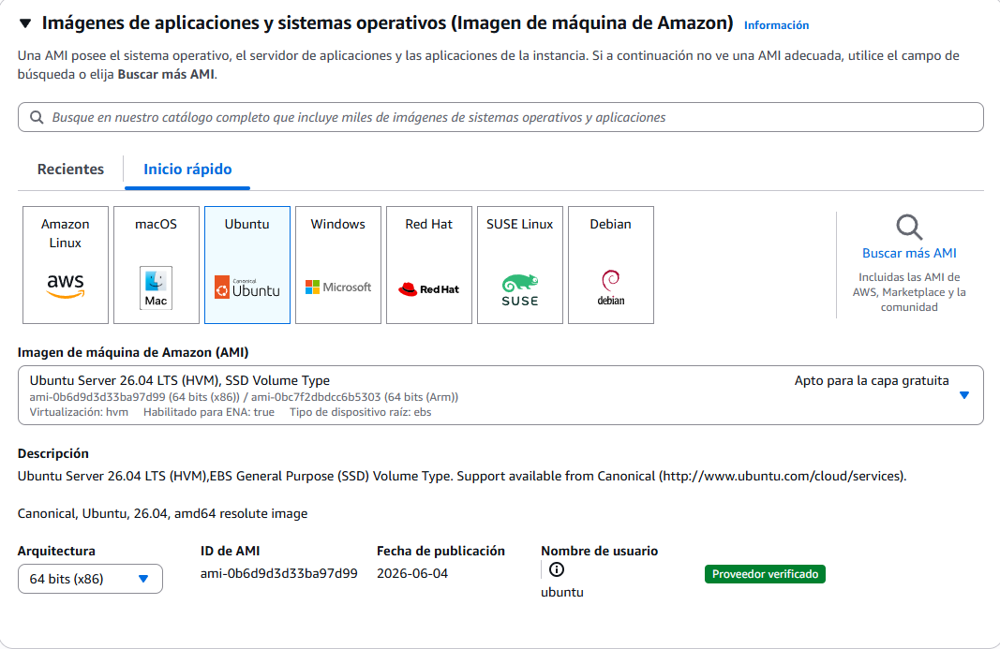 Imágenes de aplicaciones y sistemas operativos (Imagen de máquina de Amazon) Información
Una AMI posee el sistema operativo, el servidor de aplicaciones y las aplicaciones de la instancia. Si a continuación no ve una AMI adecuada, utilice el campo de
búsqueda o elija Buscar más AMI.
Busque en nuestro catálogo completo que incluye miles de imágenes de sistemas operativos y aplicaciones
Recientes
Inicio rápido
Amazon
Linux
aws
macOS
Mac
Ubuntu
Canonical
Ubuntu
Windows
Microsoft
Red Hat
Red Hat
SUSE Linux
SUSE
Debian
debian
Buscar más AMI
Incluidas las AMI de
AWS, Marketplace y la
comunidad
Imagen de máquina de Amazon (AMI)
Ubuntu Server 26.04 LTS (HVM), SSD Volume Type
Apto para la capa gratuita
ami-0b6d9d3d33ba97d99 (64 bits (x86)) / ami-0bc7f2dbdcc6b5303 (64 bits (Arm))
Virtualización: hvm Habilitado para ENA: true Tipo de dispositivo raíz: ebs
Descripción
Ubuntu Server 26.04 LTS (HVM),EBS General Purpose (SSD) Volume Type. Support available from Canonical (http://www.ubuntu.com/cloud/services).
Canonical, Ubuntu, 26.04, amd64 resolute image
Arquitectura
64 bits (x86)
ID de AMI
ami-0b6d9d3d33ba97d99
Fecha de publicación
2026-06-04
Nombre de usuario
ubuntu
Proveedor verificado